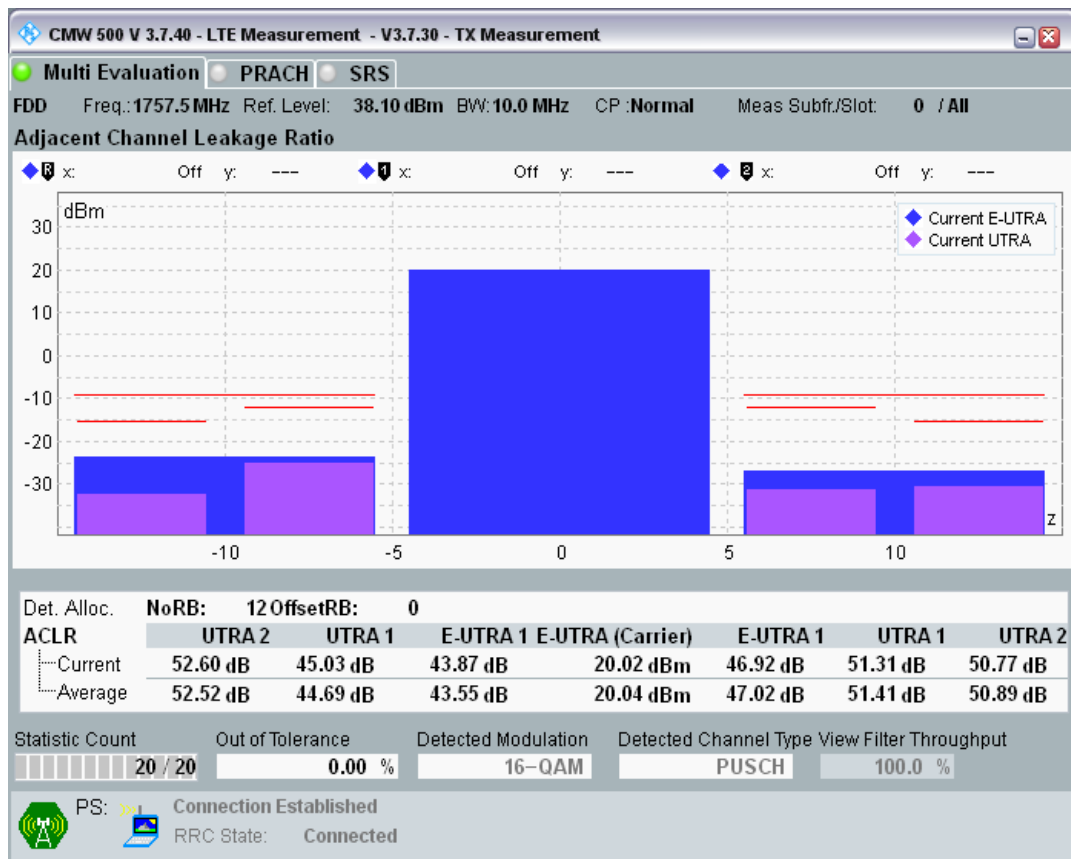 CMW 500 V 3.7.40 - LTE Measurement - V3.7.30 - TX Measurement
Multi Evaluation PRACH SRS
FDD Freq.:1757.5 MHz Ref. Level: 38.10 dBm BW:10.0 MHz CP :Normal Meas Subfr./Slot: 0 / All
Adjacent Channel Leakage Ratio
R x: Off y: --- 1 x: Off y: --- 2 x: Off y: ---
dBm
Current E-UTRA
Current UTRA
30
20
10
0
-10
-20
-30
z
-10 -5 0 5 10
Det. Alloc. NoRB: 12 OffsetRB: 0
ACLR UTRA 2 UTRA 1 E-UTRA 1 E-UTRA (Carrier) E-UTRA 1 UTRA 1 UTRA 2
Current 52.60 dB 45.03 dB 43.87 dB 20.02 dBm 46.92 dB 51.31 dB 50.77 dB
Average 52.52 dB 44.69 dB 43.55 dB 20.04 dBm 47.02 dB 51.41 dB 50.89 dB
Statistic Count Out of Tolerance Detected Modulation Detected Channel Type View Filter Throughput
20 / 20 0.00 % 16-QAM PUSCH 100.0 %
PS: Connection Established
RRC State: Connected